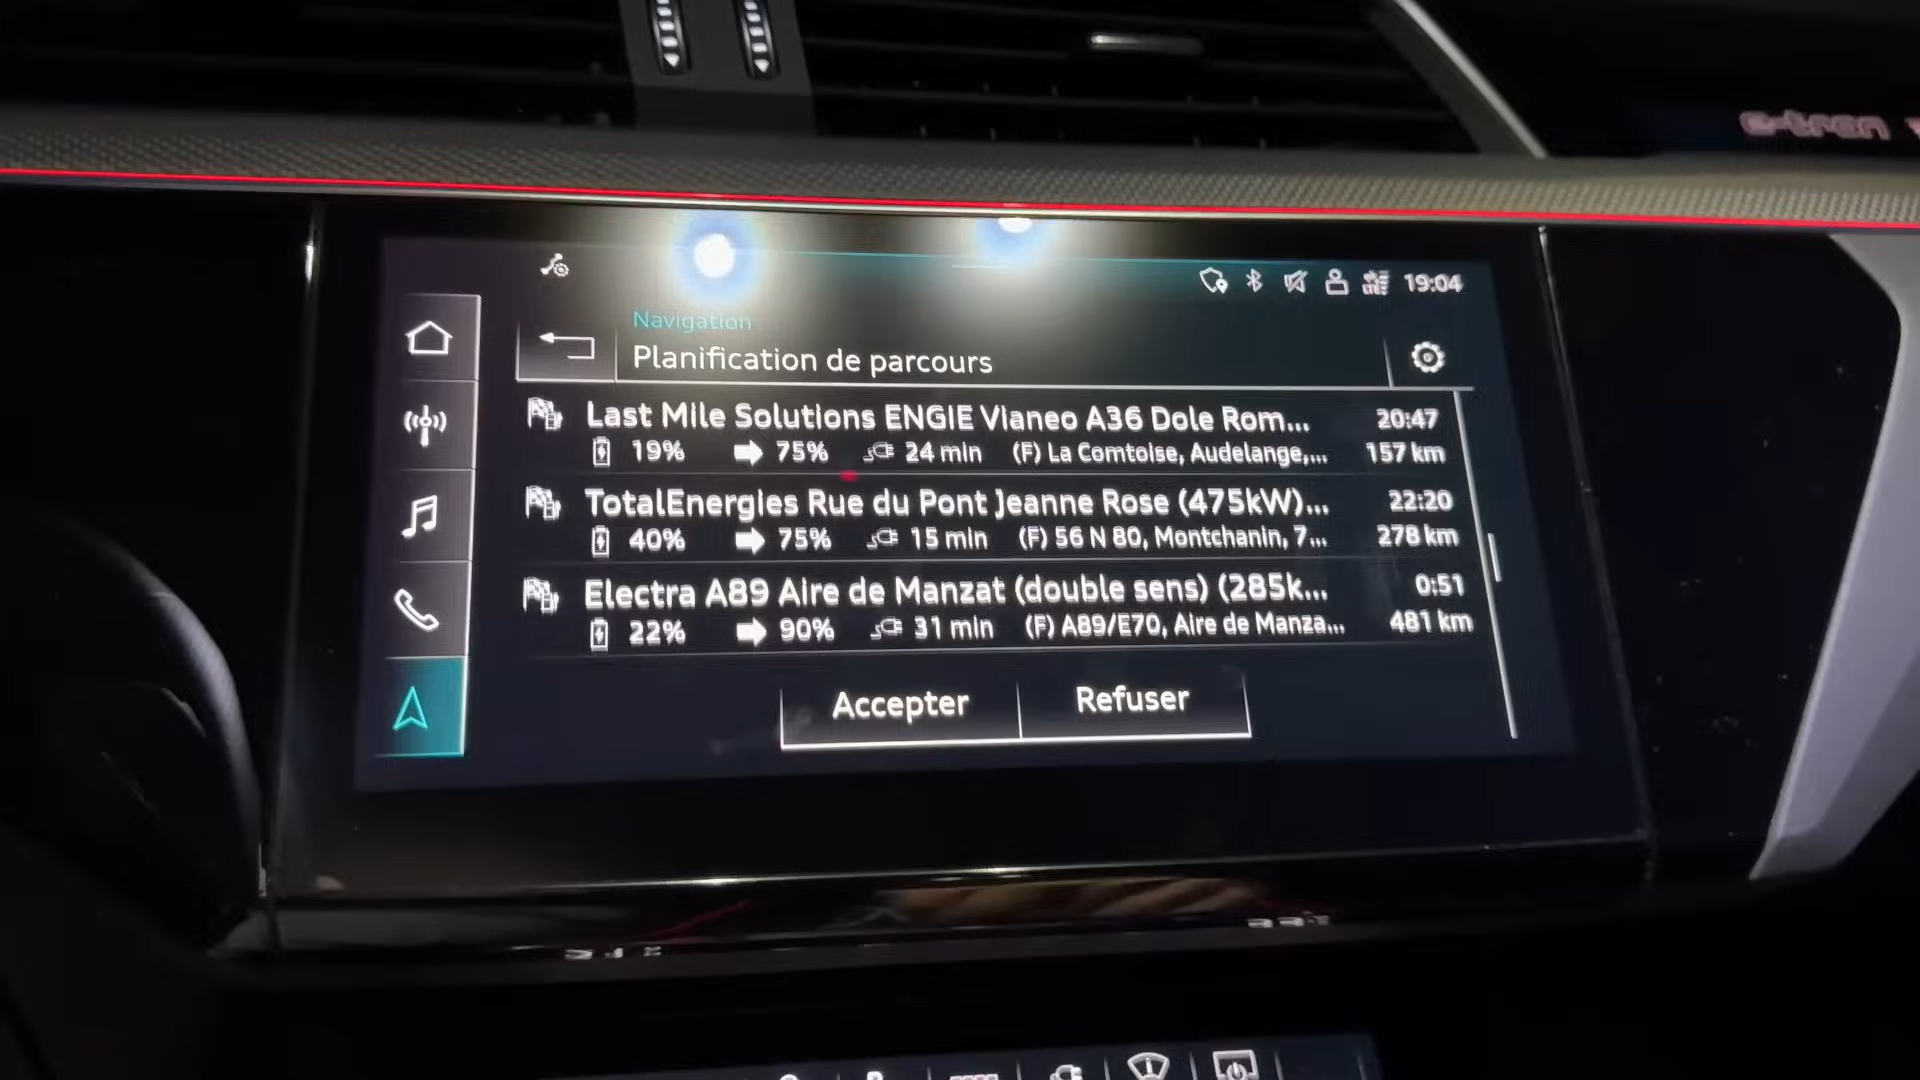 e-tron
LTE
19:04
Navigation
Planification de parcours
Last Mile Solutions ENGIE Vianeo A36 Dole Rom... 20:47
19% 75% 24 min (F) La Comtoise, Audelange,... 157 km
TotalEnergies Rue du Pont Jeanne Rose (475kW)... 22:20
40% 75% 15 min (F) 56 N 80, Montchanin, 7... 278 km
Electra A89 Aire de Manzat (double sens) (285k... 0:51
22% 90% 31 min (F) A89/E70, Aire de Manza... 481 km
Accepter Refuser